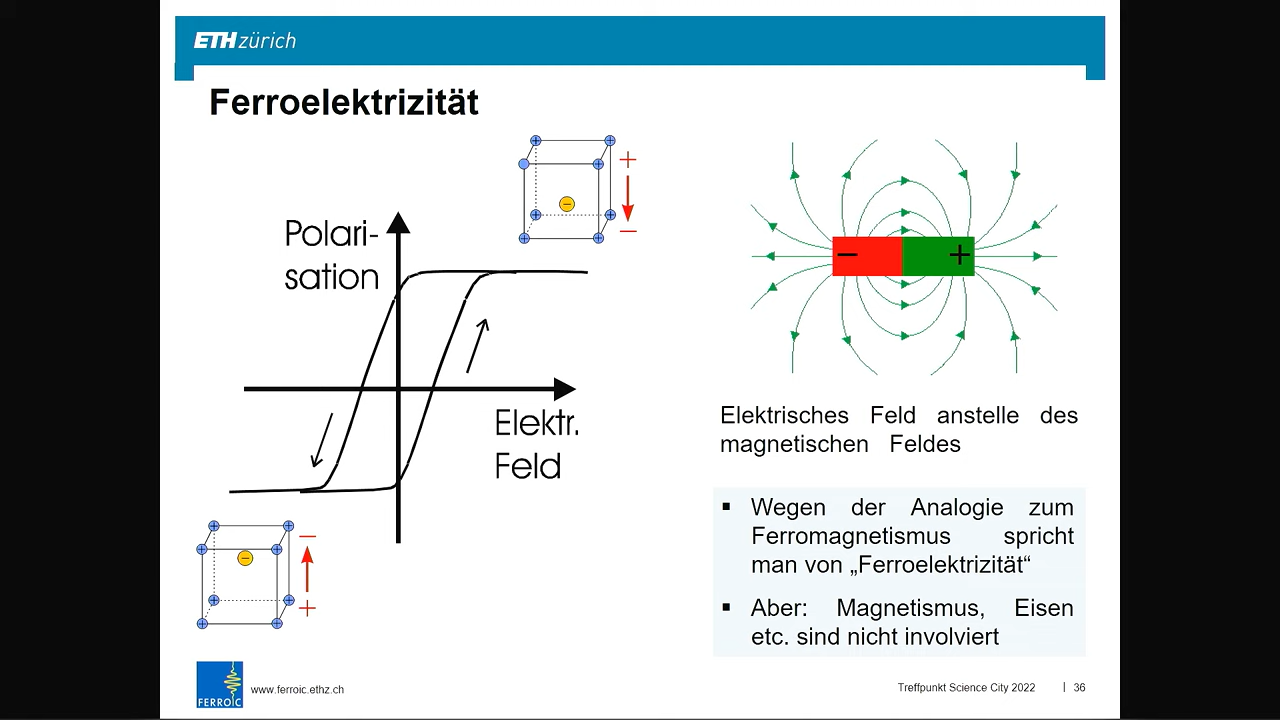 ETH zürich
Ferroelektrizität
+
−
−
Polari-
sation
− +
Elektr.
Feld
−
−
+
Elektrisches Feld anstelle des
magnetischen Feldes
▪ Wegen der Analogie zum
Ferromagnetismus spricht
man von „Ferroelektrizität“
▪ Aber: Magnetismus, Eisen
etc. sind nicht involviert
FERROIC
www.ferroic.ethz.ch
Treffpunkt Science City 2022 | 36